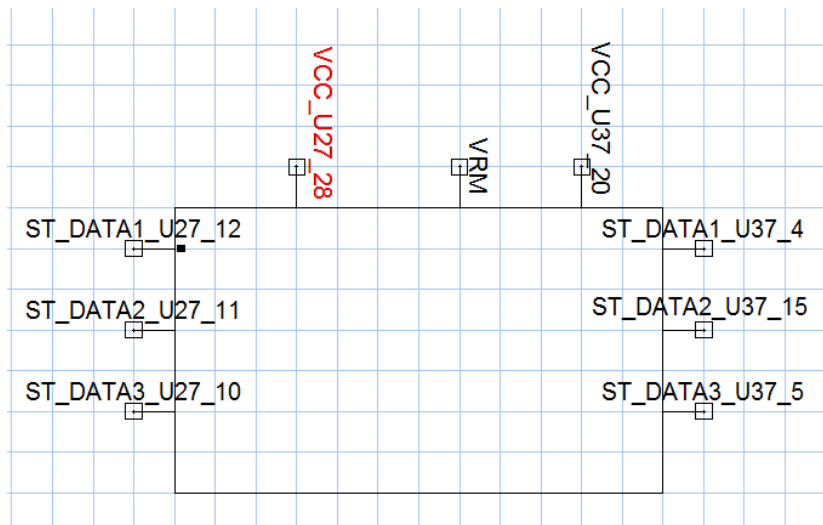 VCC_U27_28
VRM
VCC_U37_20
ST_DATA1_U27_12
ST_DATA1_U37_4
ST_DATA2_U27_11
ST_DATA2_U37_15
ST_DATA3_U27_10
ST_DATA3_U37_5